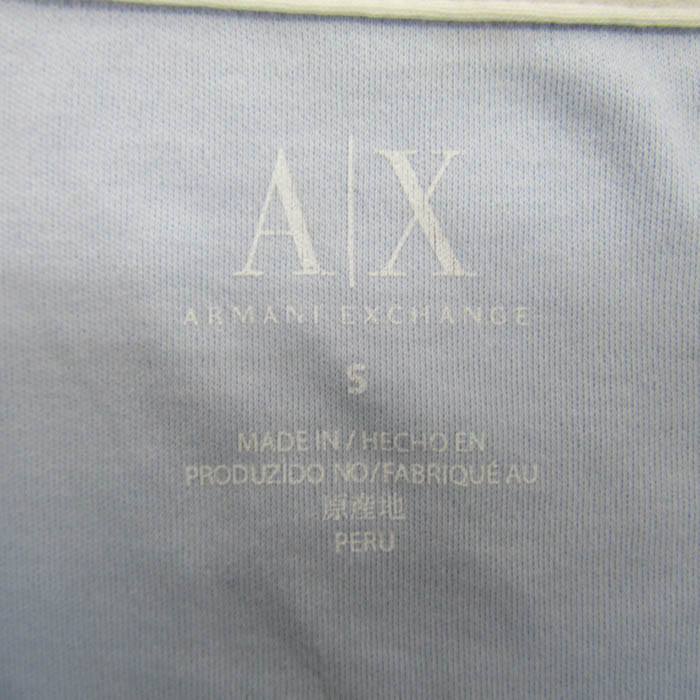 A|X
ARMANI EXCHANGE
S
MADE IN / HECHO EN
PRODUZIDO NO/FABRIQUÉ AU
原産地
PERU